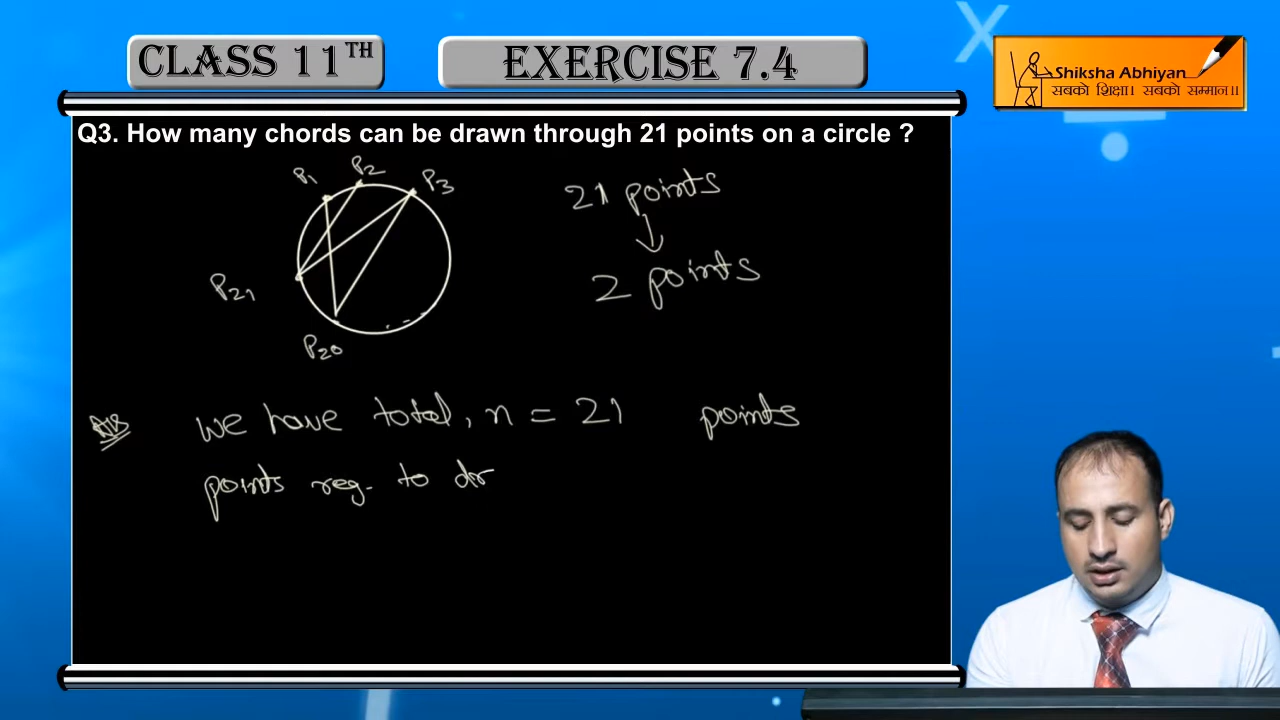 CLASS 11TH
EXERCISE 7.4
Shiksha Abhiyan
सबको शिक्षा। सबको सम्मान।।
Q3. How many chords can be drawn through 21 points on a circle ?
P1 P2 P3
21 points
2 points
P21
P20
Ans we have total, n = 21 points
points req. to dr